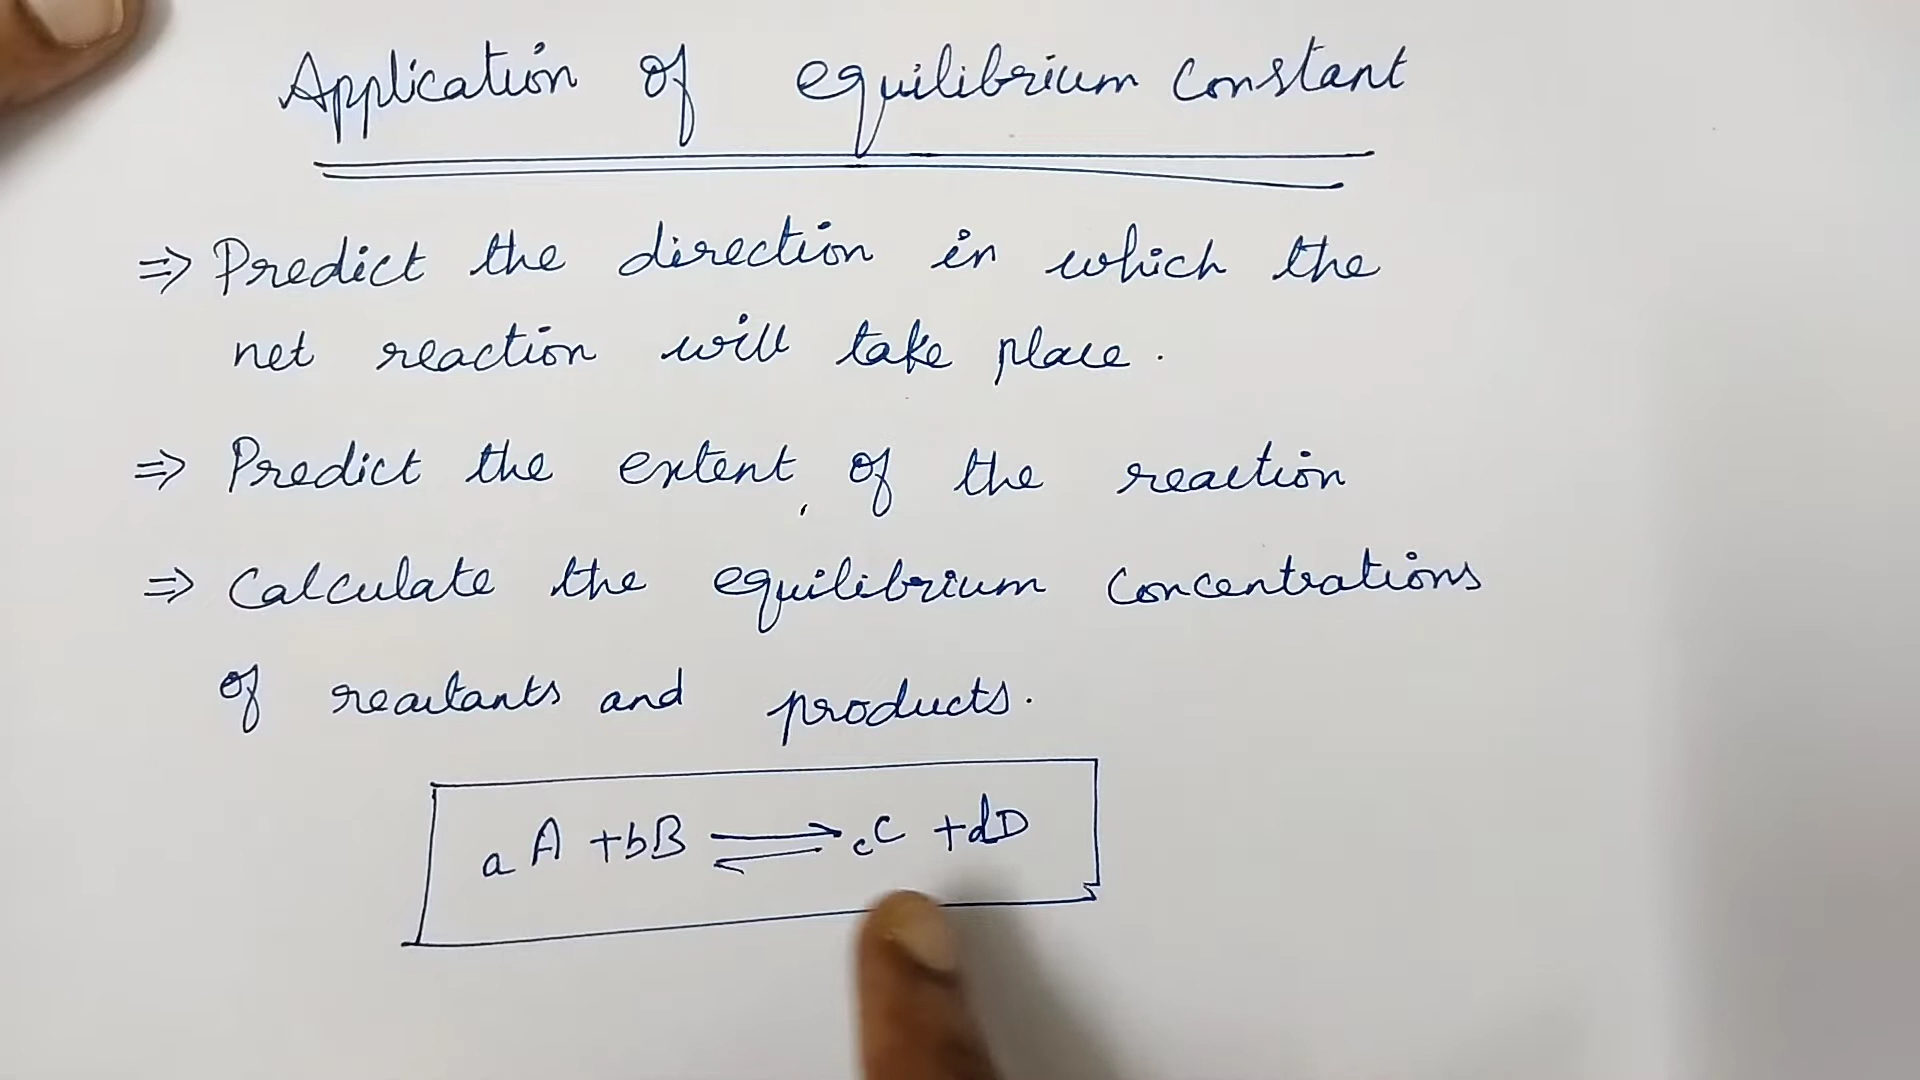 Application of equilibrium constant
⇒ Predict the direction in which the
net reaction will take place.
⇒ Predict the extent of the reaction
⇒ Calculate the equilibrium concentrations
of reactants and products.
aA + bB ⇌ cC + dD